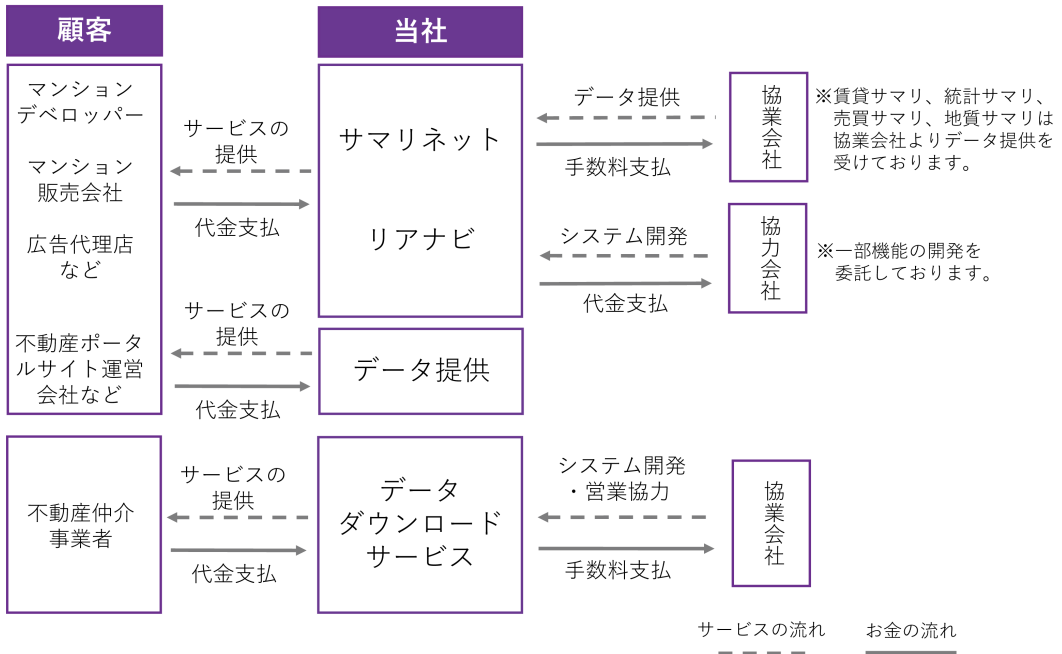 顧客
当社
マンション
デベロッパー
マンション
販売会社
広告代理店
など
不動産ポータ
ルサイト運営
会社など
サービスの
提供
代金支払
サービスの
提供
代金支払
サマリネット
リアナビ
データ提供
データ提供
手数料支払
協業会社
※賃貸サマリ、統計サマリ、
売買サマリ、地質サマリは
協業会社よりデータ提供を
受けております。
システム開発
代金支払
協力会社
※一部機能の開発を
委託しております。
不動産仲介
事業者
サービスの
提供
代金支払
データ
ダウンロード
サービス
システム開発
・営業協力
手数料支払
協業会社
サービスの流れ
お金の流れ